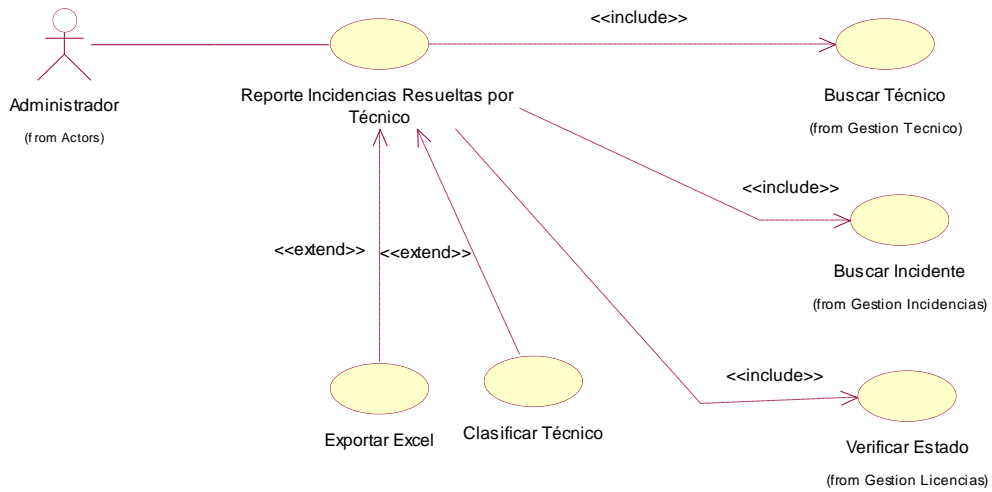 <<include>>
Administrador
(from Actors)
Reporte Incidencias Resueltas por
Técnico
Buscar Técnico
(from Gestion Tecnico)
<<include>>
<<extend>>
<<extend>>
Buscar Incidente
(from Gestion Incidencias)
<<include>>
Exportar Excel
Clasificar Técnico
Verificar Estado
(from Gestion Licencias)